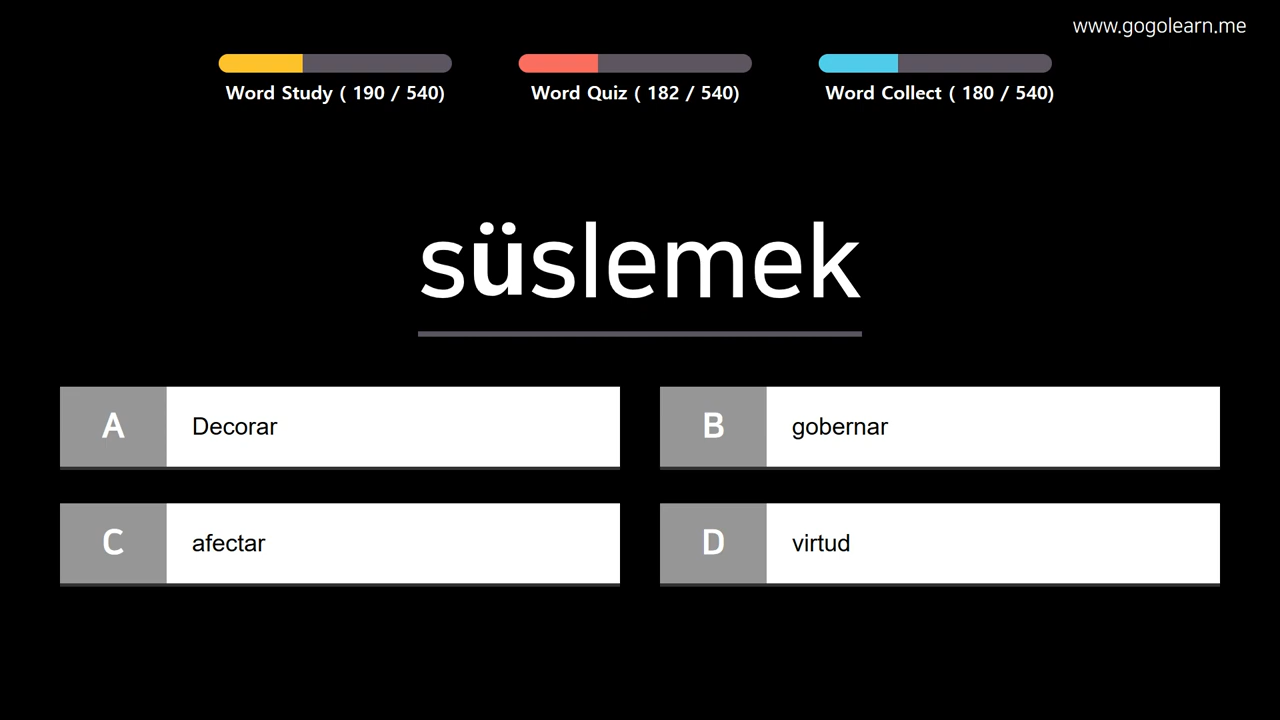 www.gogolearn.me
Word Study ( 190 / 540)
Word Quiz ( 182 / 540)
Word Collect ( 180 / 540)
süslemek
A Decorar
B gobernar
C afectar
D virtud